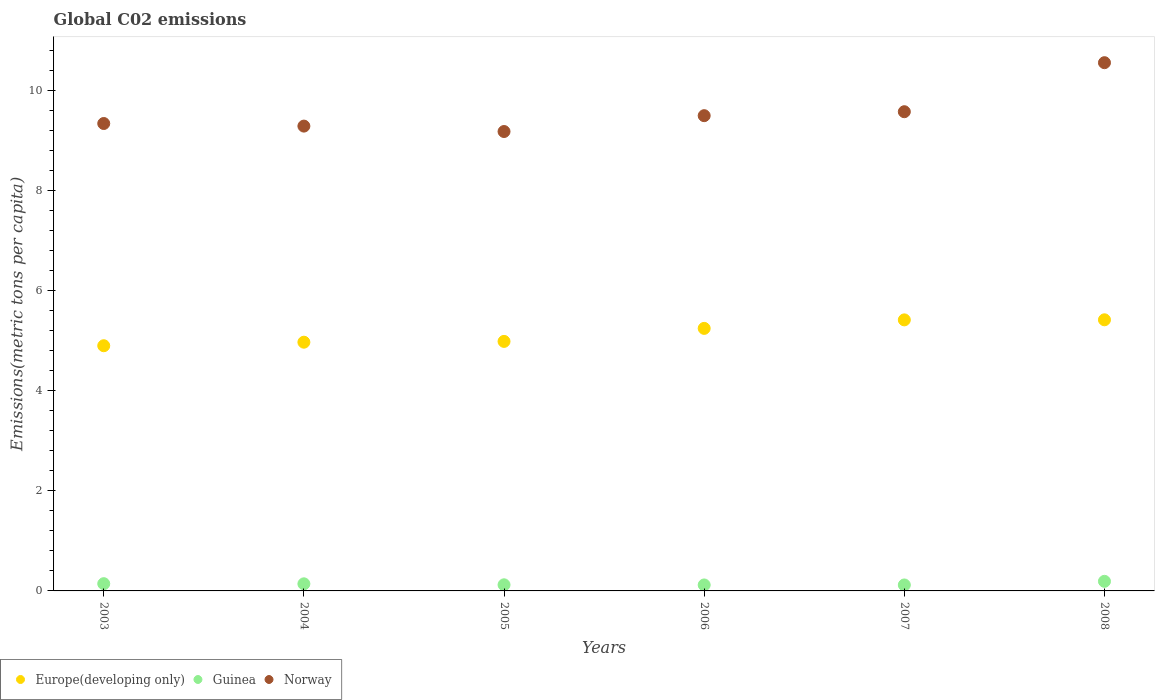 Global C02 emissions
Emissions(metric tons per capita)
10
8
6
4
2
0
2003
2004
2005
2006
2007
2008
Years
Europe(developing only)
Guinea
Norway